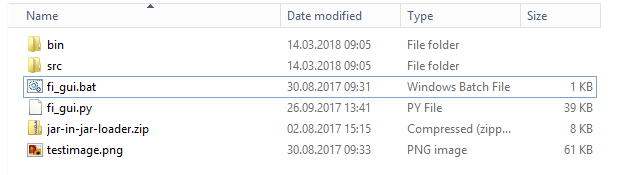 Name Date modified Type Size
bin 14.03.2018 09:05 File folder
src 14.03.2018 09:05 File folder
fi_gui.bat 30.08.2017 09:31 Windows Batch File 1 KB
fi_gui.py 26.09.2017 13:41 PY File 39 KB
jar-in-jar-loader.zip 02.08.2017 15:15 Compressed (zipp... 8 KB
testimage.png 30.08.2017 09:33 PNG image 61 KB